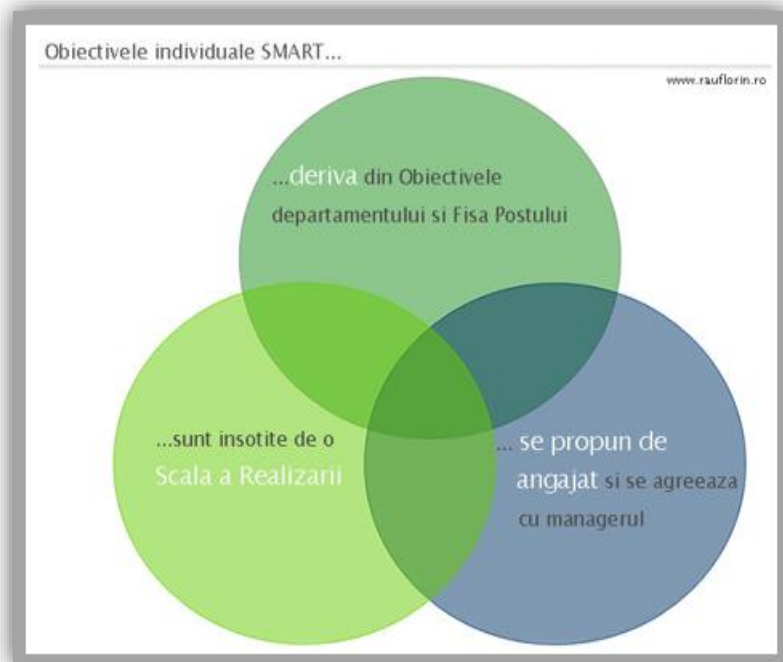 Obiectivele individuale SMART...
www.rauflorin.ro
...deriva din Obiectivele
departamentului si Fisa Postului
...sunt insotite de o
Scala a Realizarii
... se propun de
angajat si se agreeaza
cu managerul